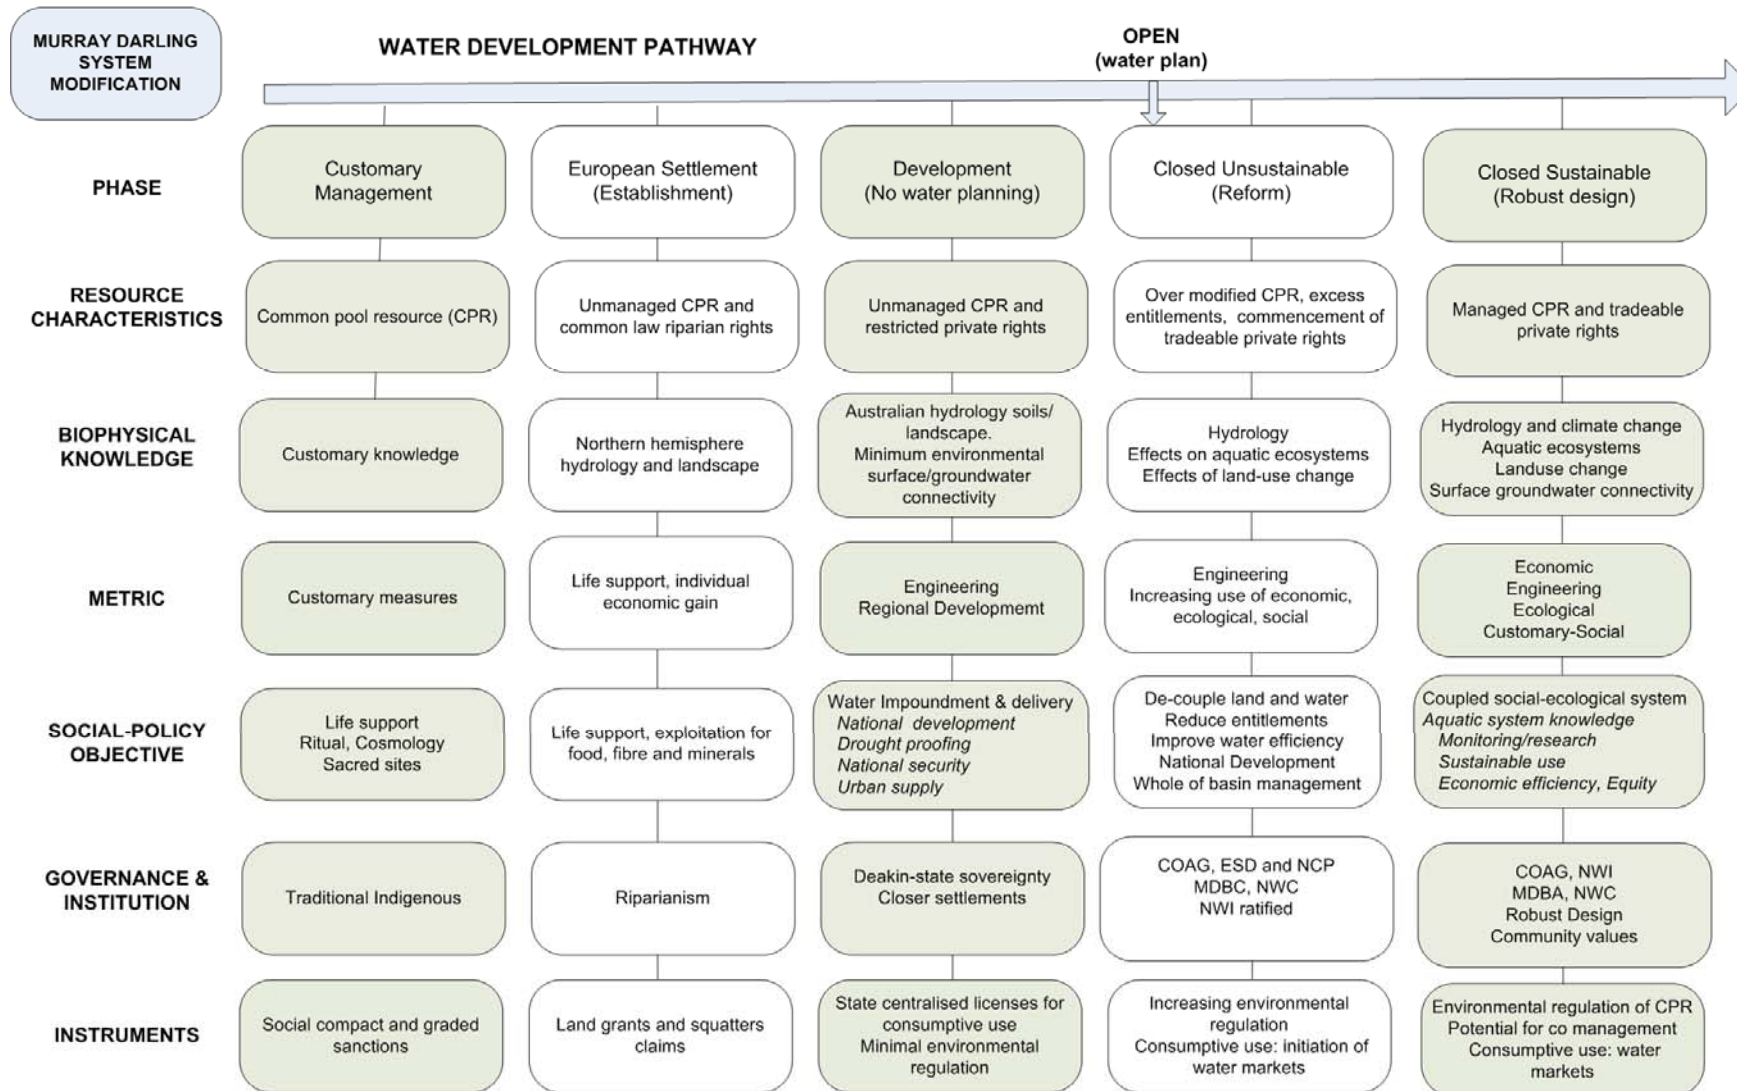 MURRAY DARLING
SYSTEM
MODIFICATION
WATER DEVELOPMENT PATHWAY
OPEN
(water plan)
PHASE
Customary
Management
European Settlement
(Establishment)
Development
(No water planning)
Closed Unsustainable
(Reform)
Closed Sustainable
(Robust design)
RESOURCE
CHARACTERISTICS
Common pool resource (CPR)
Unmanaged CPR and
common law riparian rights
Unmanaged CPR and
restricted private rights
Over modified CPR, excess
entitlements, commencement of
tradeable private rights
Managed CPR and tradeable
private rights
BIOPHYSICAL
KNOWLEDGE
Customary knowledge
Northern hemisphere
hydrology and landscape
Australian hydrology soils/
landscape.
Minimum environmental
surface/groundwater
connectivity
Hydrology
Effects on aquatic ecosystems
Effects of land-use change
Hydrology and climate change
Aquatic ecosystems
Landuse change
Surface groundwater connectivity
METRIC
Customary measures
Life support, individual
economic gain
Engineering
Regional Developmemt
Engineering
Increasing use of economic,
ecological, social
Economic
Engineering
Ecological
Customary-Social
SOCIAL-POLICY
OBJECTIVE
Life support
Ritual, Cosmology
Sacred sites
Life support, exploitation for
food, fibre and minerals
Water Impoundment & delivery
National development
Drought proofing
National security
Urban supply
De-couple land and water
Reduce entitlements
Improve water efficiency
National Development
Whole of basin management
Coupled social-ecological system
Aquatic system knowledge
Monitoring/research
Sustainable use
Economic efficiency, Equity
GOVERNANCE &
INSTITUTION
Traditional Indigenous
Riparianism
Deakin-state sovereignty
Closer settlements
COAG, ESD and NCP
MDBC, NWC
NWI ratified
COAG, NWI
MDBA, NWC
Robust Design
Community values
INSTRUMENTS
Social compact and graded
sanctions
Land grants and squatters
claims
State centralised licenses for
consumptive use
Minimal environmental
regulation
Increasing environmental
regulation
Consumptive use: initiation of
water markets
Environmental regulation of CPR
Potential for co management
Consumptive use: water
markets